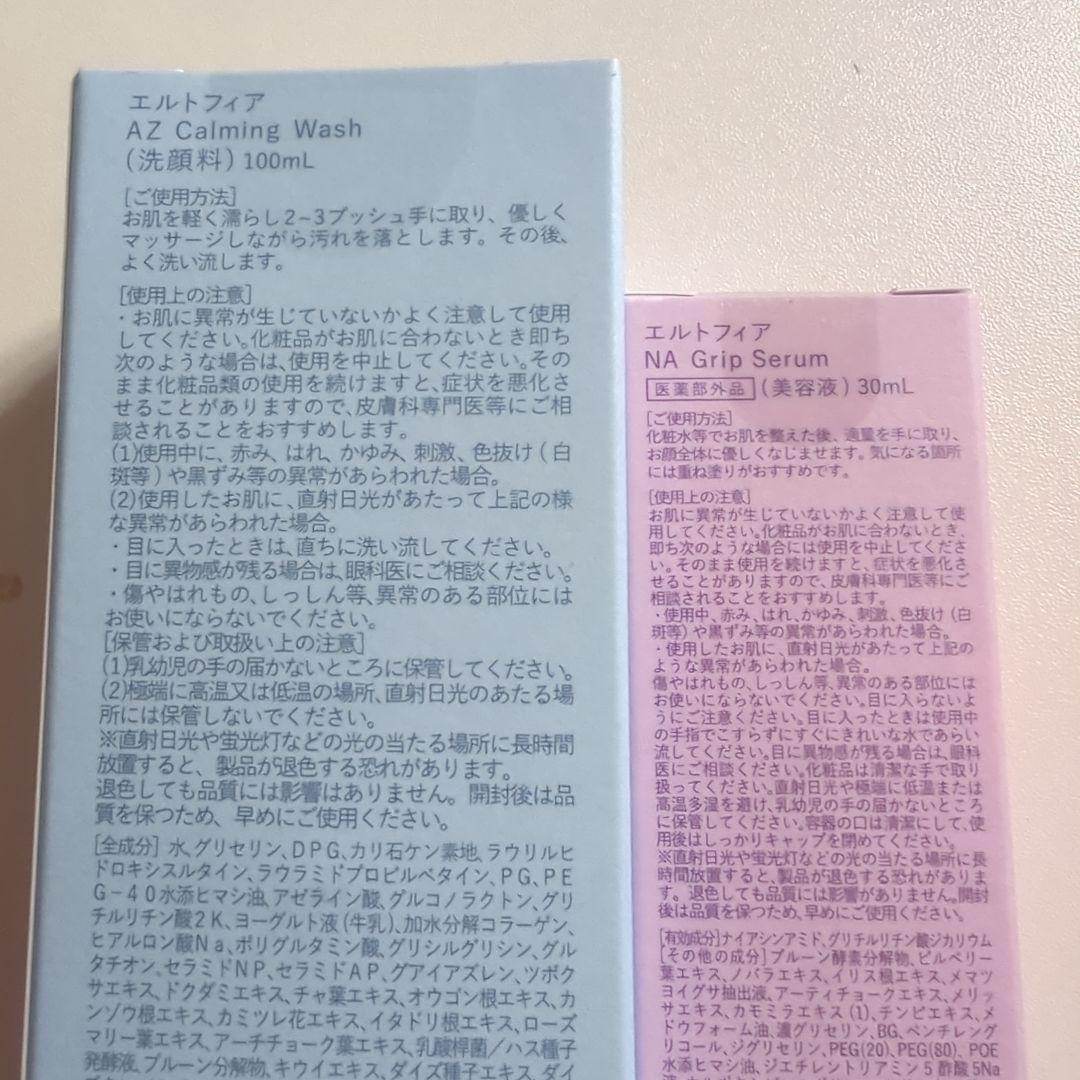 エルトフィア
AZ Calming Wash
(洗顔料) 100mL
[ご使用方法]
お肌を軽く濡らし2~3プッシュ手に取り、優しく
マッサージしながら汚れを落とします。その後、
よく洗い流します。
[使用上の注意]
・お肌に異常が生じていないかよく注意して使用
してください。化粧品がお肌に合わないとき即ち
次のような場合は、使用を中止してください。その
まま化粧品類の使用を続けますと、症状を悪化さ
せることがありますので、皮膚科専門医等にご相
談されることをおすすめします。
(1)使用中に、赤み、はれ、かゆみ、刺激、色抜け(白
斑等)や黒ずみ等の異常があらわれた場合。
(2)使用したお肌に、直射日光があたって上記の様
な異常があらわれた場合。
・目に入ったときは、直ちに洗い流してください。
・目に異物感が残る場合は、眼科医にご相談ください。
・傷やはれもの、しっしん等、異常のある部位には
お使いにならないでください。
[保管および取扱い上の注意]
(1)乳幼児の手の届かないところに保管してください。
(2)極端に高温又は低温の場所、直射日光のあたる場
所には保管しないでください。
※直射日光や蛍光灯などの光の当たる場所に長時間
放置すると、製品が退色する恐れがあります。
退色しても品質には影響はありません。開封後は品
質を保つため、早めにご使用ください。
[全成分] 水、グリセリン、DPG、カリ石ケン素地、ラウリルヒ
ドロキシスルタイン、ラウラミドプロピルベタイン、PG、PE
G-40水添ヒマシ油、アゼライン酸、グルコノラクトン、グリ
チルリチン酸2K、ヨーグルト液(牛乳)、加水分解コラーゲン、
ヒアルロン酸Na、ポリグルタミン酸、グリシルグリシン、グル
タチオン、セラミドNP、セラミドAP、グアイアズレン、ツボク
サエキス、ドクダミエキス、チャ葉エキス、オウゴン根エキス、カ
ンゾウ根エキス、カミツレ花エキス、イタドリ根エキス、ローズ
マリー葉エキス、アーチチョーク葉エキス、乳酸桿菌/ハス種子
発酵液、プルーン分解物、キウイエキス、ダイズ種子エキス、ダイ
エルトフィア
NA Grip Serum
医薬部外品 (美容液) 30mL
[ご使用方法]
化粧水等でお肌を整えた後、適量を手に取り、
お顔全体に優しくなじませます。気になる箇所
には重ね塗りがおすすめです。
[使用上の注意]
お肌に異常が生じていないかよく注意して使
用してください。化粧品がお肌に合わないとき、
即ち次のような場合には使用を中止してくださ
い。そのまま使用を続けますと、症状を悪化さ
せることがありますので、皮膚科専門医等にご
相談されることをおすすめします。
・使用中、赤み、はれ、かゆみ、刺激、色抜け(白
斑等)や黒ずみ等の異常があらわれた場合。
・使用したお肌に、直射日光があたって上記の
ような異常があらわれた場合。
傷やはれもの、しっしん等、異常のある部位には
お使いにならないでください。目に入らないよ
うにご注意ください。目に入ったときは使用中
の手指でこすらずにすぐにきれいな水であらい
流してください。目に異物感が残る場合は、眼科
医にご相談ください。化粧品は清潔な手で取り
扱ってください。直射日光や極端に低温または
高温多湿を避け、乳幼児の手の届かないところ
に保管してください。容器の口は清潔にして、使
用後はしっかりキャップを閉めてください。
※直射日光や蛍光灯などの光の当たる場所に長
時間放置すると、製品が退色する恐れがありま
す。退色しても品質には影響がありません。開封
後は品質を保つため、早めにご使用ください。
[有効成分]ナイアシンアミド、グリチルリチン酸ジカリウム
[その他の成分]プルーン酵素分解物、ビルベリー
葉エキス、ノバラエキス、イリス根エキス、メマツ
ヨイグサ抽出液、アーティチョークエキス、メリッ
サエキス、カモミラエキス(1)、チンピエキス、メ
ドウフォーム油、濃グリセリン、BG、ペンチレング
リコール、ジグリセリン、PEG(20)、PEG(80)、POE
水添ヒマシ油、ジエチレントリアミン5酢酸5Na